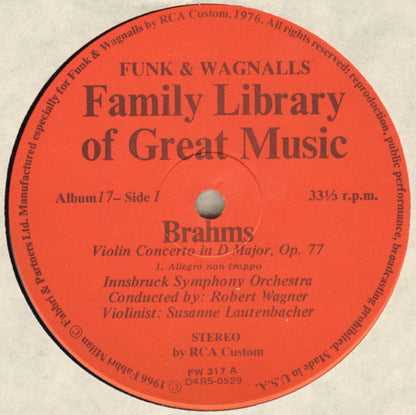 FUNK & WAGNALLS
Family Library
of Great Music
Album 17– Side 1
33⅓ r.p.m.
Brahms
Violin Concerto in D Major, Op. 77
1. Allegro non troppo
Innsbruck Symphony Orchestra
Conducted by: Robert Wagner
Violinist: Susanne Lautenbacher
STEREO
by RCA Custom
FW 317 A
D4RS-0529
© 1966 Fabbri Milan © Fabbri & Partners Ltd. Manufactured especially for Funk & Wagnalls by RCA Custom, 1976. All rights reserved: reproduction, public performance, broadcasting prohibited. Made in U.S.A.